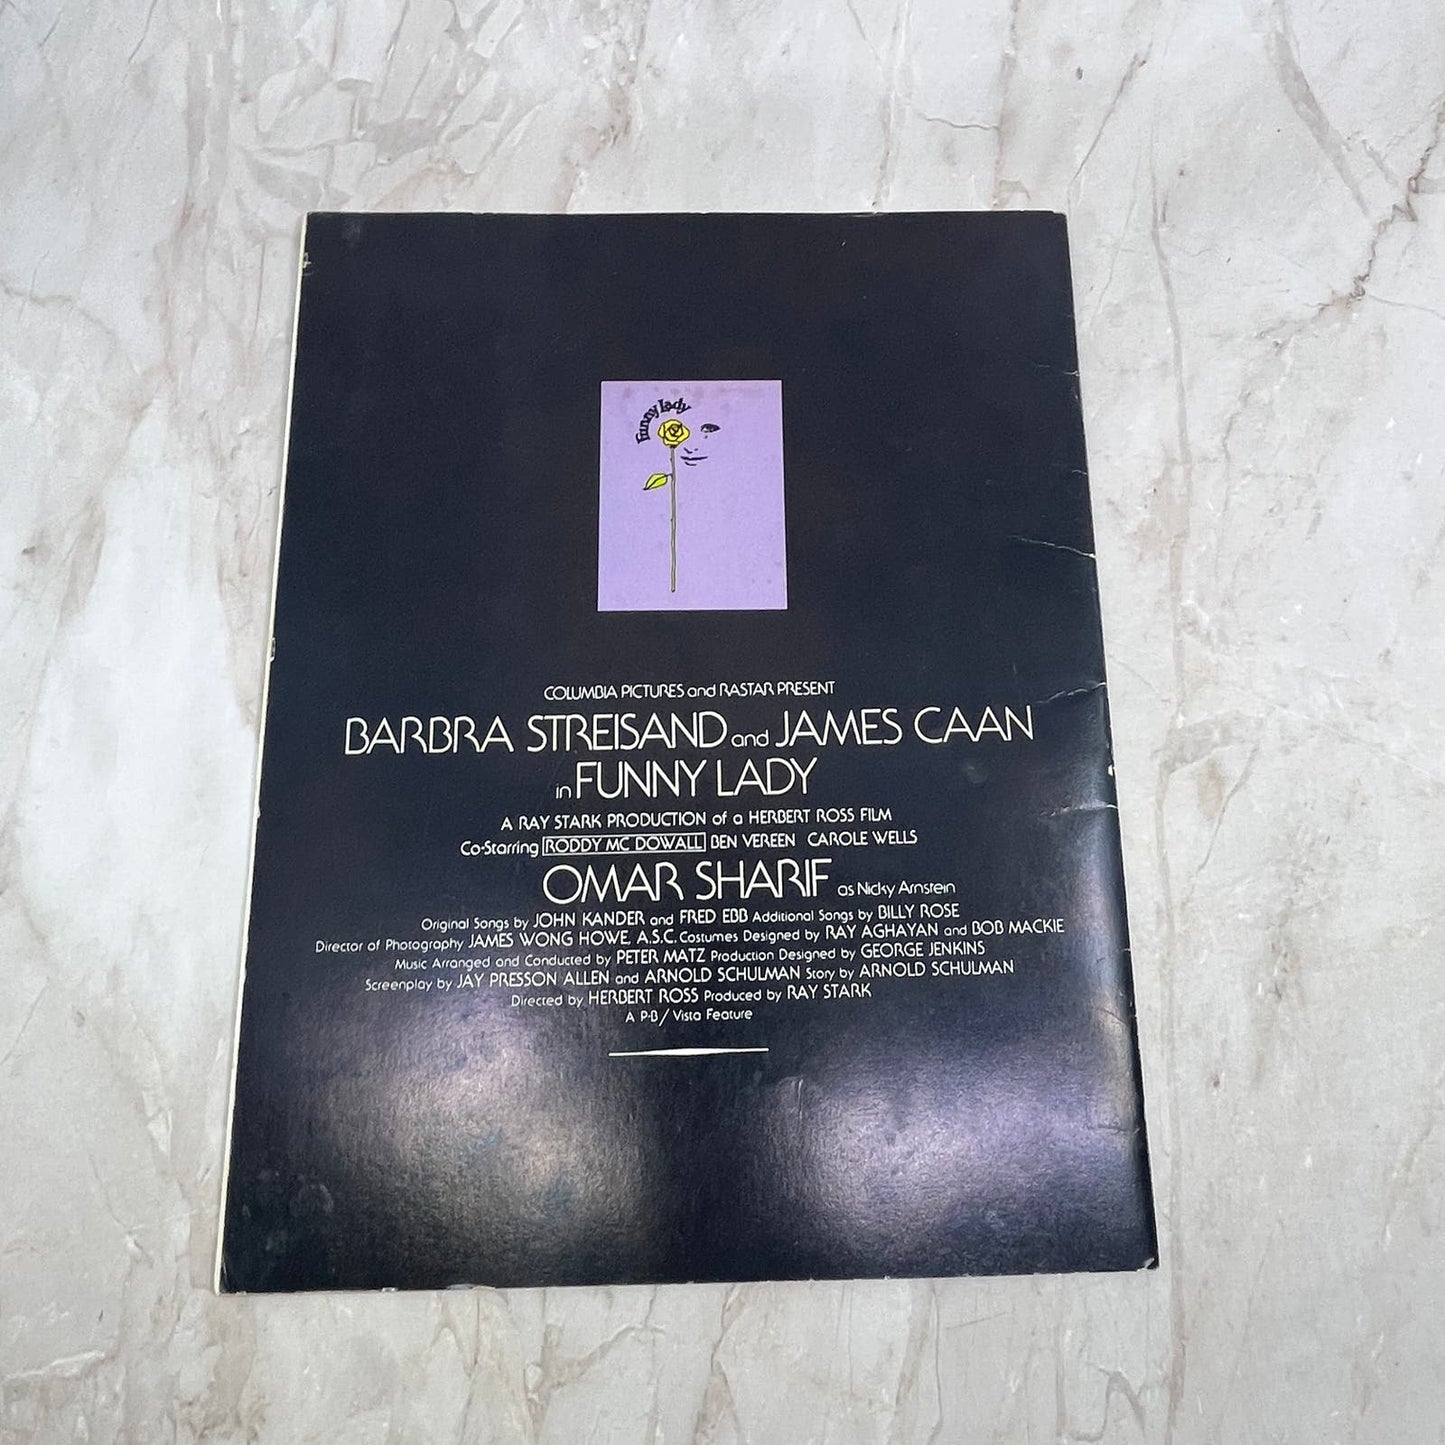 Funny Lady
COLUMBIA PICTURES and RASTAR PRESENT
BARBRA STREISAND and JAMES CAAN
in FUNNY LADY
A RAY STARK PRODUCTION of a HERBERT ROSS FILM
Co-Starring RODDY MC DOWALL BEN VEREEN CAROLE WELLS
OMAR SHARIF as Nicky Arnstein
Original Songs by JOHN KANDER and FRED EBB Additional Songs by BILLY ROSE
Director of Photography JAMES WONG HOWE, A.S.C. Costumes Designed by RAY AGHAYAN and BOB MACKIE
Music Arranged and Conducted by PETER MATZ Production Designed by GEORGE JENKINS
Screenplay by JAY PRESSON ALLEN and ARNOLD SCHULMAN Story by ARNOLD SCHULMAN
Directed by HERBERT ROSS Produced by RAY STARK
A P-B/Vista Feature